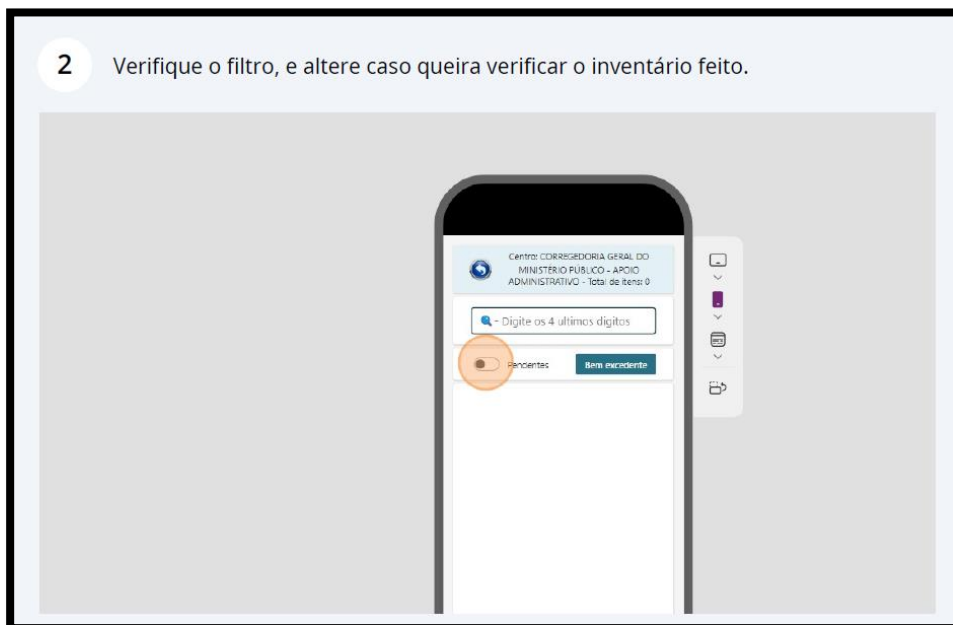 2 Verifique o filtro, e altere caso queira verificar o inventário feito.
Centro: CORREGEDORIA GERAL DO
MINISTÉRIO PÚBLICO - APOIO
ADMINISTRATIVO - Total de itens: 0
- Digite os 4 ultimos digitos
Pendentes Bem excedente